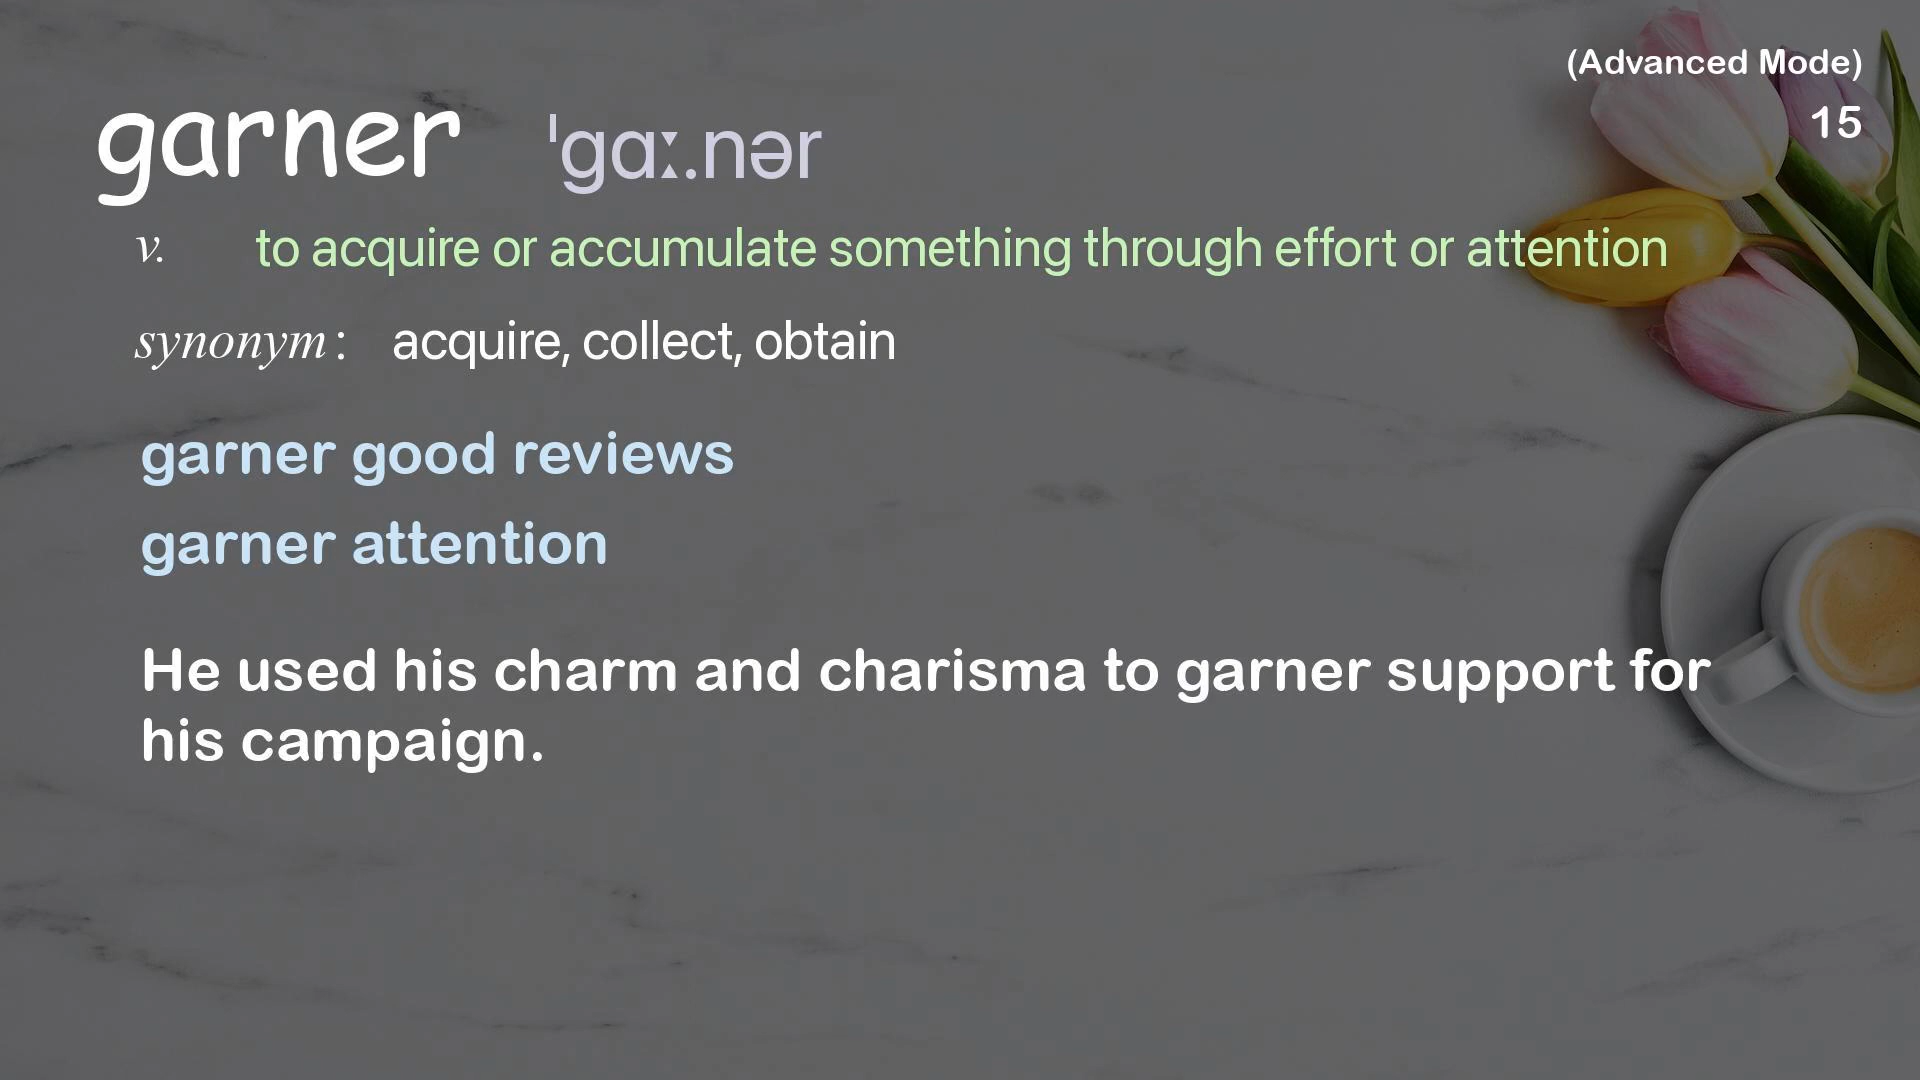 (Advanced Mode)
15
garner ˈɡɑː.nər
v. to acquire or accumulate something through effort or attention
synonym : acquire, collect, obtain
garner good reviews
garner attention
He used his charm and charisma to garner support for
his campaign.